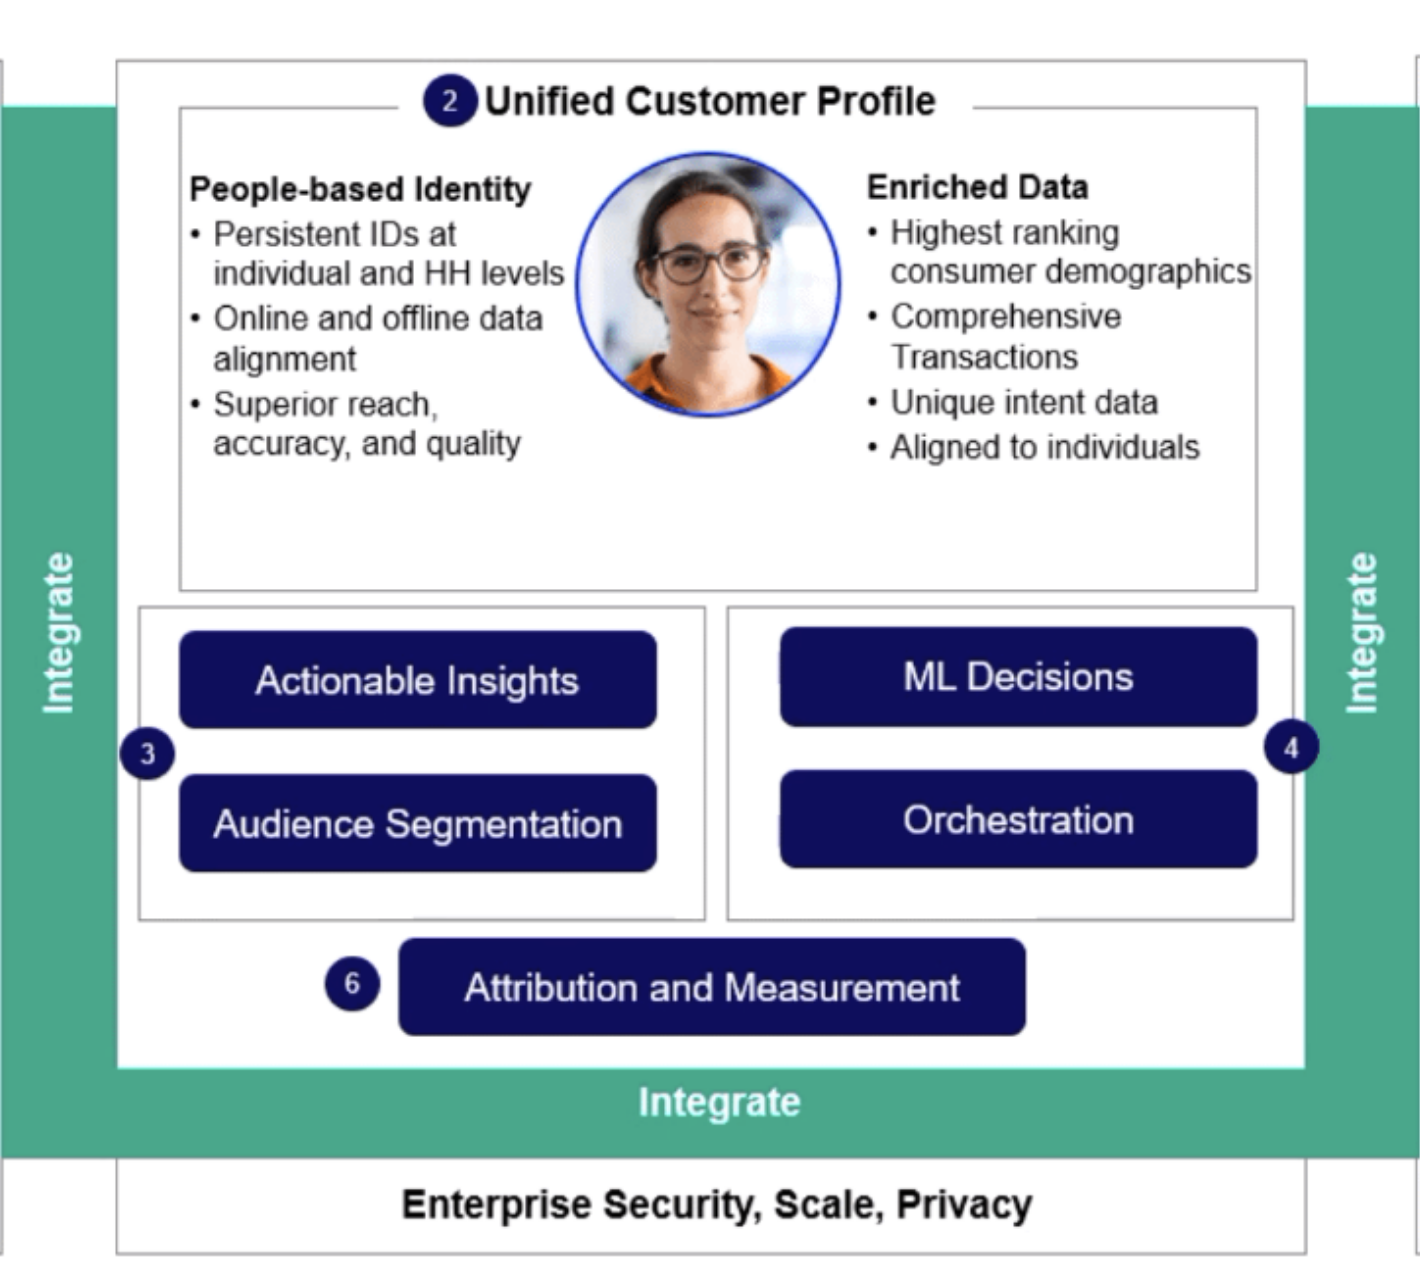 2 Unified Customer Profile
People-based Identity
• Persistent IDs at
individual and HH levels
• Online and offline data
alignment
• Superior reach,
accuracy, and quality
Enriched Data
• Highest ranking
consumer demographics
• Comprehensive
Transactions
• Unique intent data
• Aligned to individuals
Integrate
Integrate
3
Actionable Insights
Audience Segmentation
4
ML Decisions
Orchestration
6 Attribution and Measurement
Integrate
Enterprise Security, Scale, Privacy